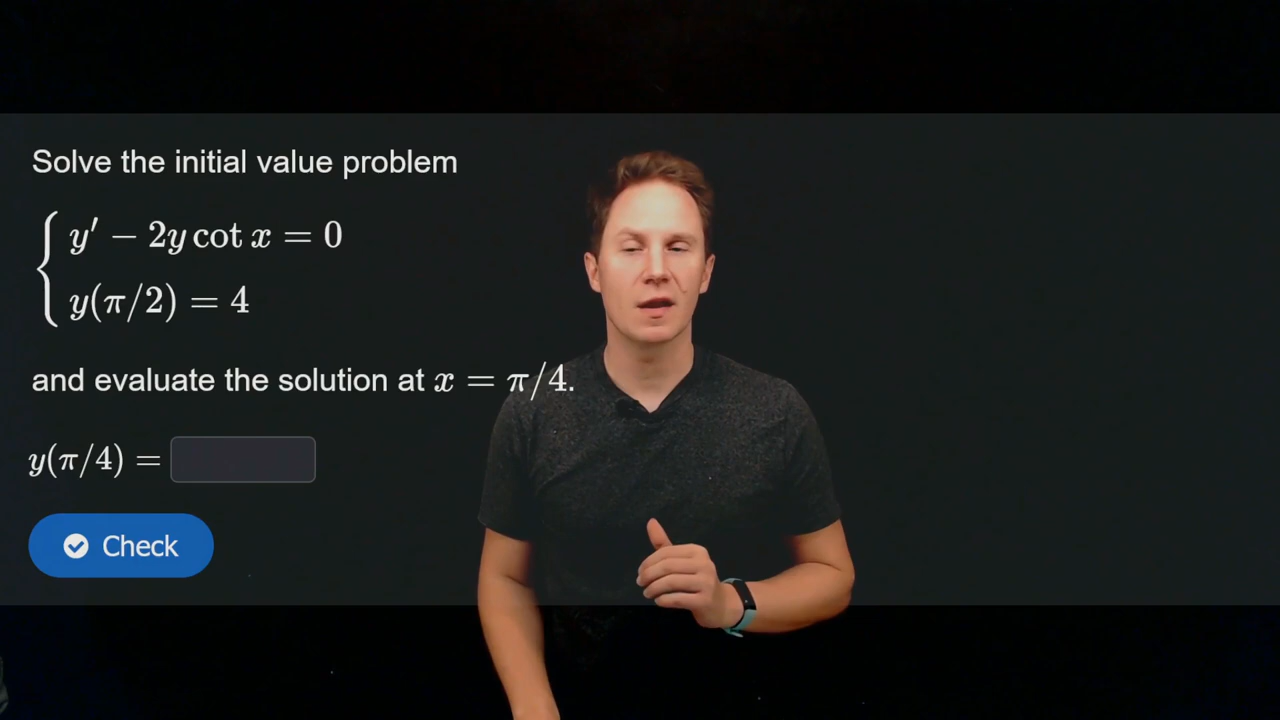 Solve the initial value problem
y′ − 2y cot x = 0
y(π/2) = 4
and evaluate the solution at x = π/4.
y(π/4) =
Check